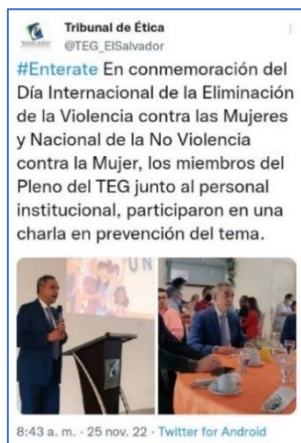 Tribunal de Ética
@TEG_ElSalvador
#Enterate En conmemoración del
Día Internacional de la Eliminación
de la Violencia contra las Mujeres
y Nacional de la No Violencia
contra la Mujer, los miembros del
Pleno del TEG junto al personal
institucional, participaron en una
charla en prevención del tema.
UN
8:43 a. m. · 25 nov. 22 · Twitter for Android